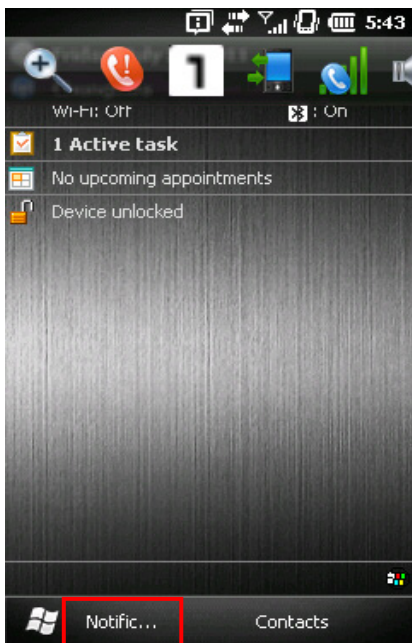 5:43
1
Wi-Fi: Off
: On
1 Active task
No upcoming appointments
Device unlocked
Notific...
Contacts